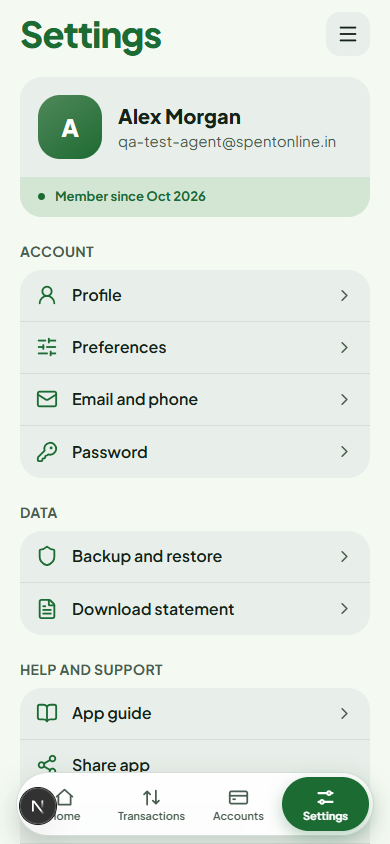 Settings
A
Alex Morgan
qa-test-agent@spentonline.in
Member since Oct 2026
ACCOUNT
Profile
Preferences
Email and phone
Password
DATA
Backup and restore
Download statement
HELP AND SUPPORT
App guide
Share app
N
ome
Transactions
Accounts
Settings